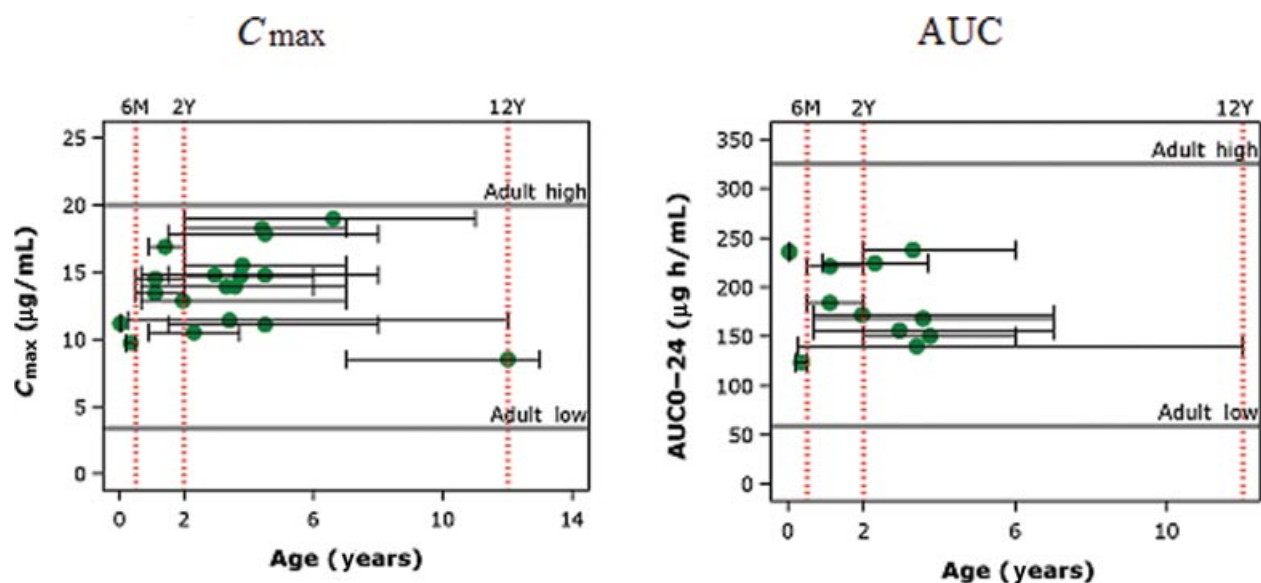 Cmax
6M 2Y 12Y
25
20
15
10
5
0
Cmax (µg/mL)
Adult high
Adult low
0 2 6 10 14
Age (years)
AUC
6M 2Y 12Y
350
300
250
200
150
100
50
0
AUC0–24 (µg h/mL)
Adult high
Adult low
0 2 6 10
Age (years)